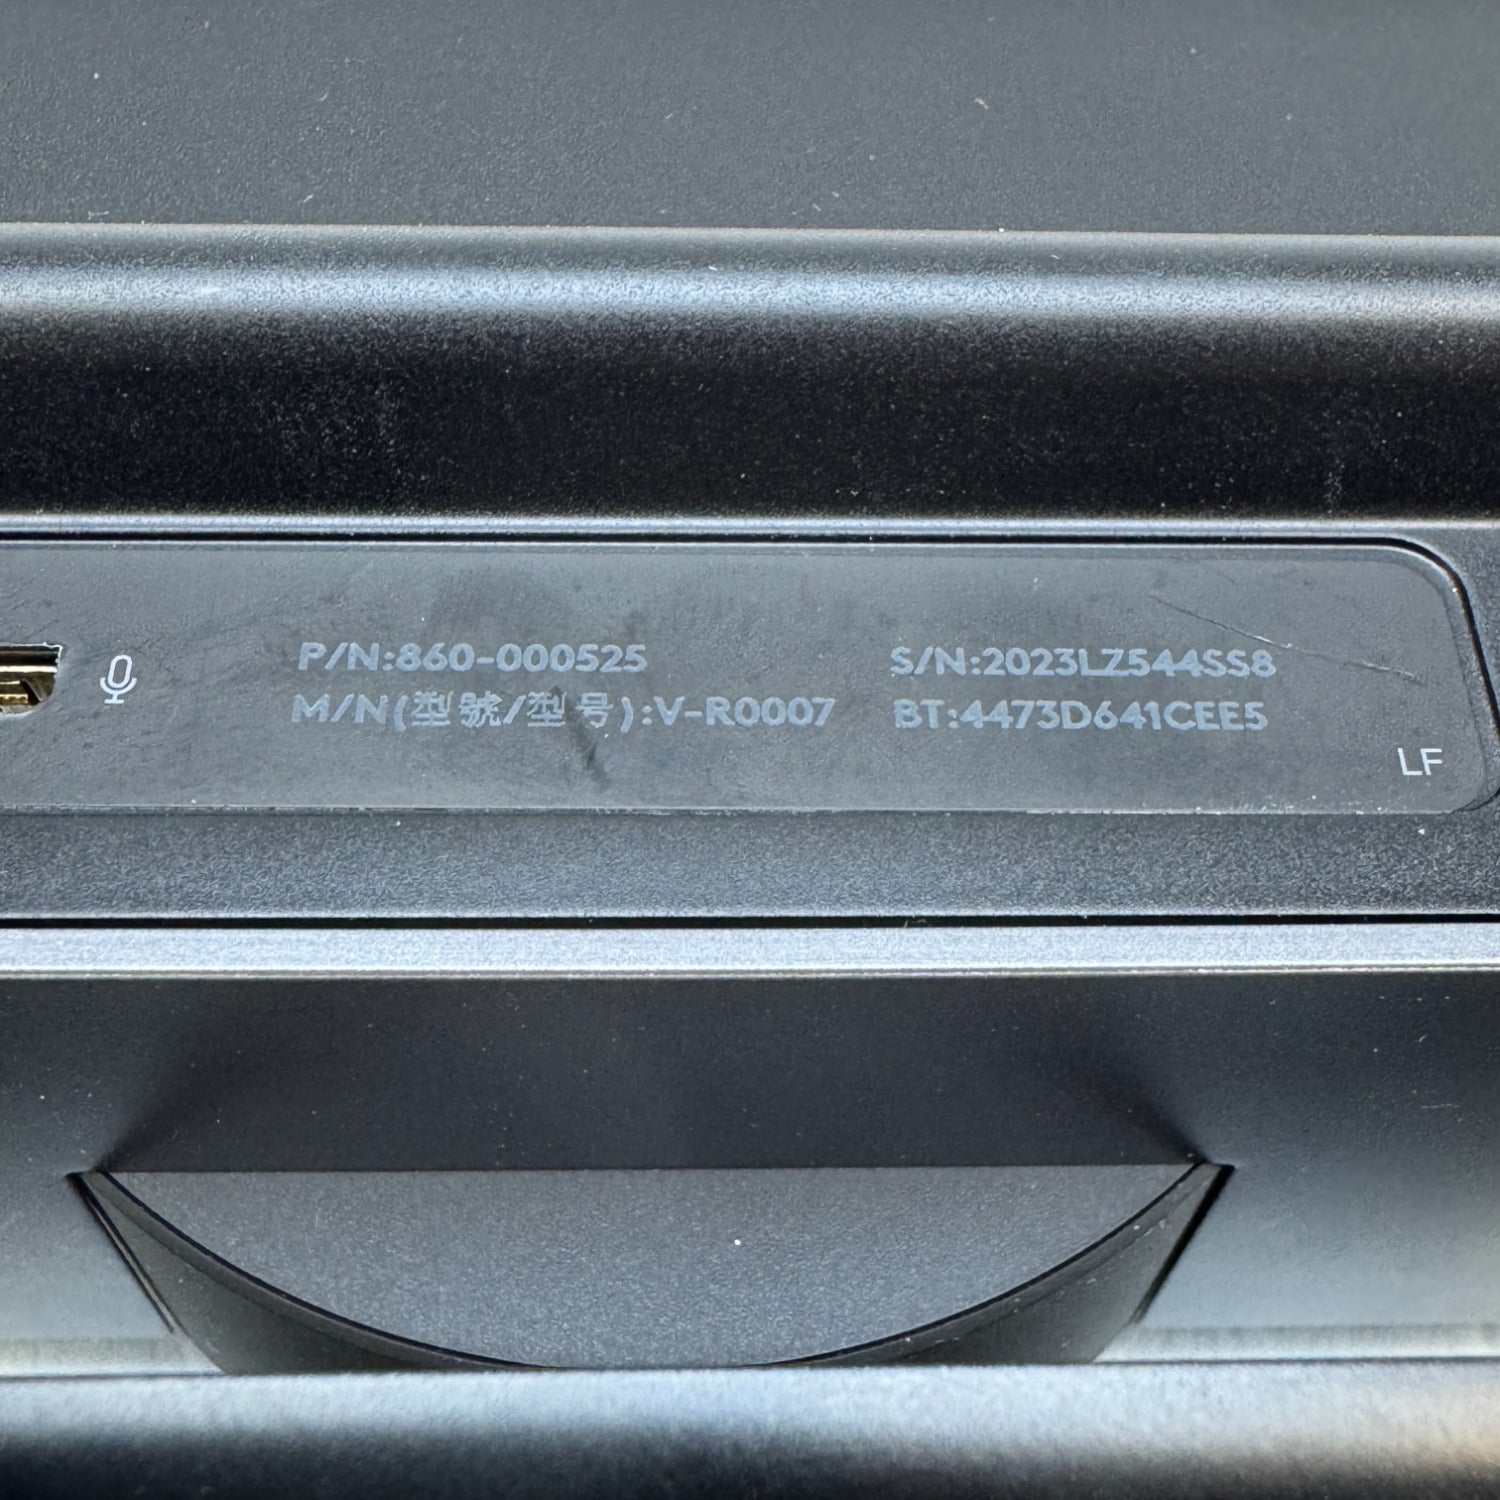 P/N:860-000525
M/N(型號/型号):V-R0007
S/N:2023LZ544SS8
BT:4473D641CEE5
LF